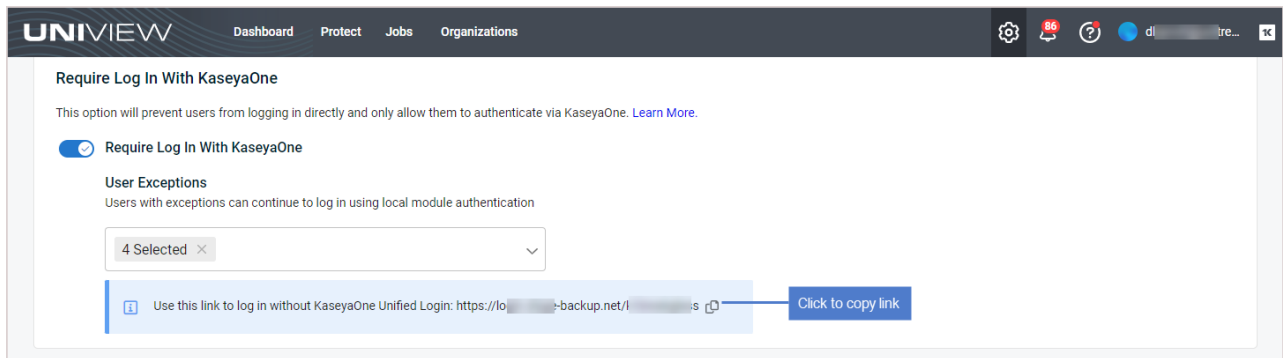 UNIVIEW Dashboard Protect Jobs Organizations 86
Require Log In With KaseyaOne
This option will prevent users from logging in directly and only allow them to authenticate via KaseyaOne. Learn More.
Require Log In With KaseyaOne
User Exceptions
Users with exceptions can continue to log in using local module authentication
4 Selected
Use this link to log in without KaseyaOne Unified Login: https://lo -backup.net/ s Click to copy link